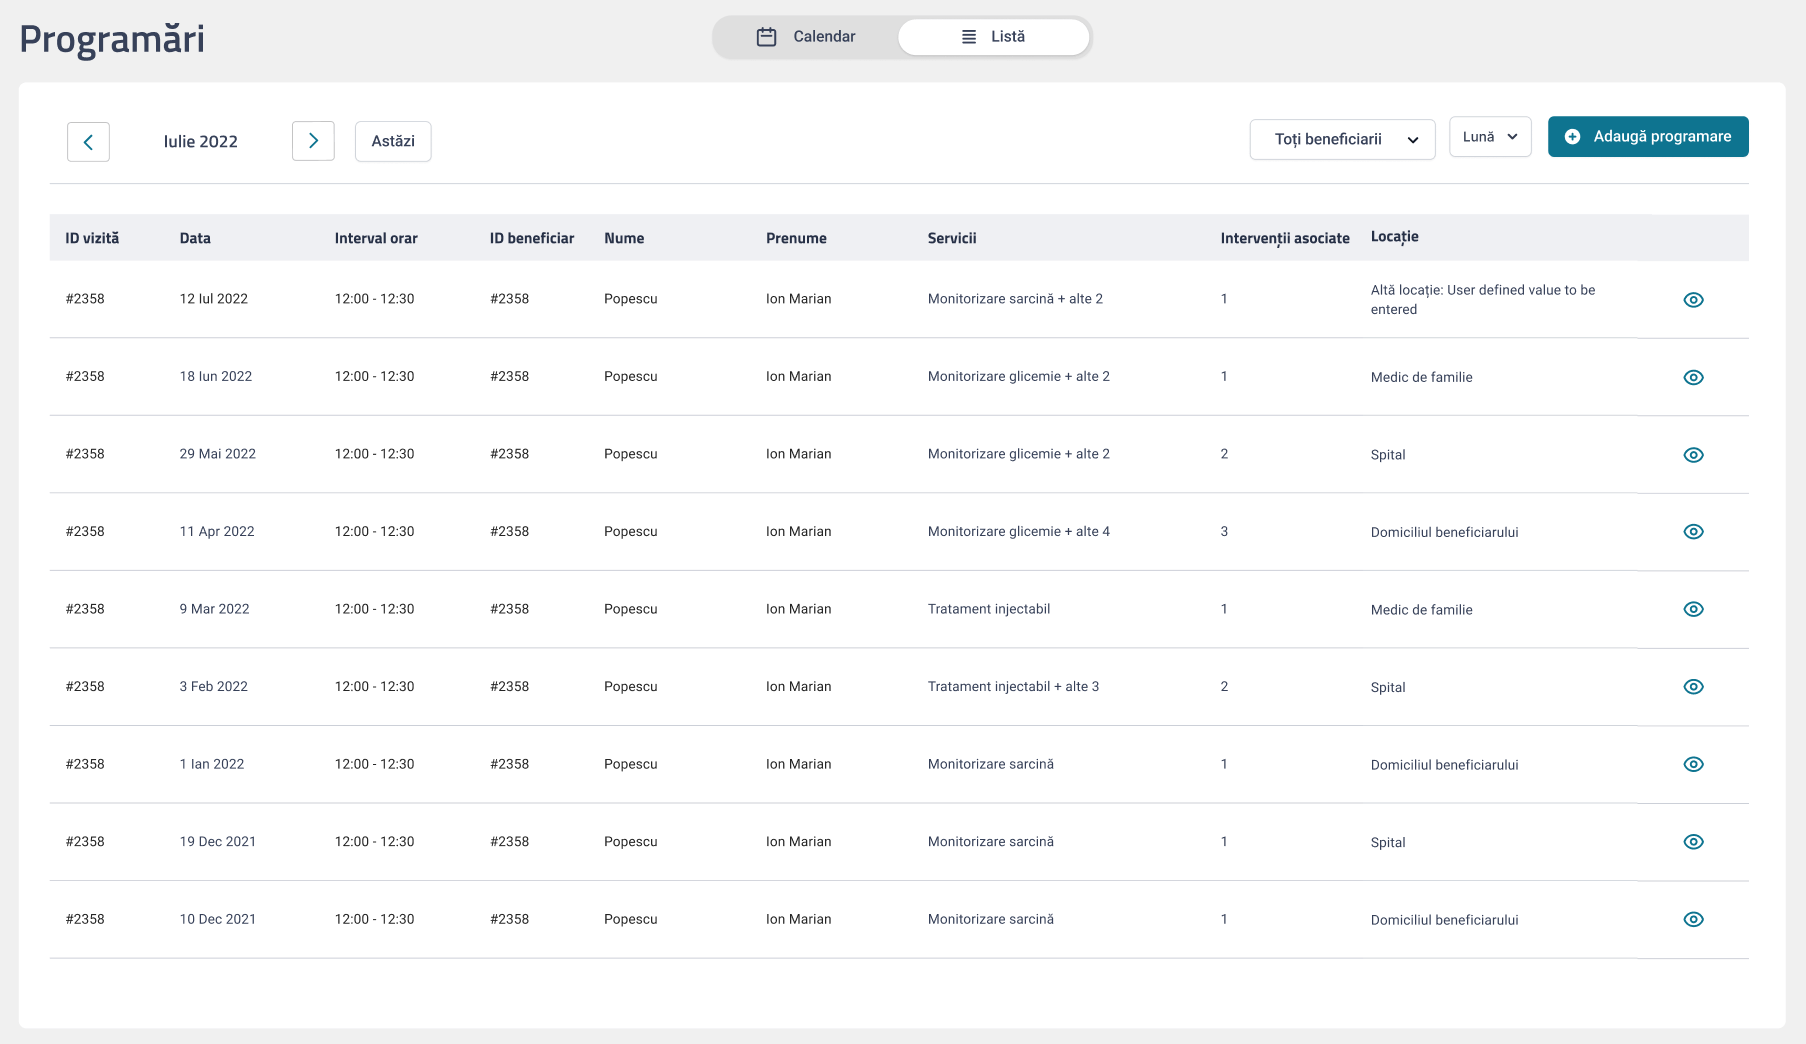 Programări
Calendar
Listă
Iulie 2022
Astăzi
Toți beneficiarii
Lună
Adaugă programare
ID vizită Data Interval orar ID beneficiar Nume Prenume Servicii Intervenții asociate Locație
#2358 12 Iul 2022 12:00 - 12:30 #2358 Popescu Ion Marian Monitorizare sarcină + alte 2 1 Altă locație: User defined value to be
entered
#2358 18 Iun 2022 12:00 - 12:30 #2358 Popescu Ion Marian Monitorizare glicemie + alte 2 1 Medic de familie
#2358 29 Mai 2022 12:00 - 12:30 #2358 Popescu Ion Marian Monitorizare glicemie + alte 2 2 Spital
#2358 11 Apr 2022 12:00 - 12:30 #2358 Popescu Ion Marian Monitorizare glicemie + alte 4 3 Domiciliul beneficiarului
#2358 9 Mar 2022 12:00 - 12:30 #2358 Popescu Ion Marian Tratament injectabil 1 Medic de familie
#2358 3 Feb 2022 12:00 - 12:30 #2358 Popescu Ion Marian Tratament injectabil + alte 3 2 Spital
#2358 1 Ian 2022 12:00 - 12:30 #2358 Popescu Ion Marian Monitorizare sarcină 1 Domiciliul beneficiarului
#2358 19 Dec 2021 12:00 - 12:30 #2358 Popescu Ion Marian Monitorizare sarcină 1 Spital
#2358 10 Dec 2021 12:00 - 12:30 #2358 Popescu Ion Marian Monitorizare sarcină 1 Domiciliul beneficiarului